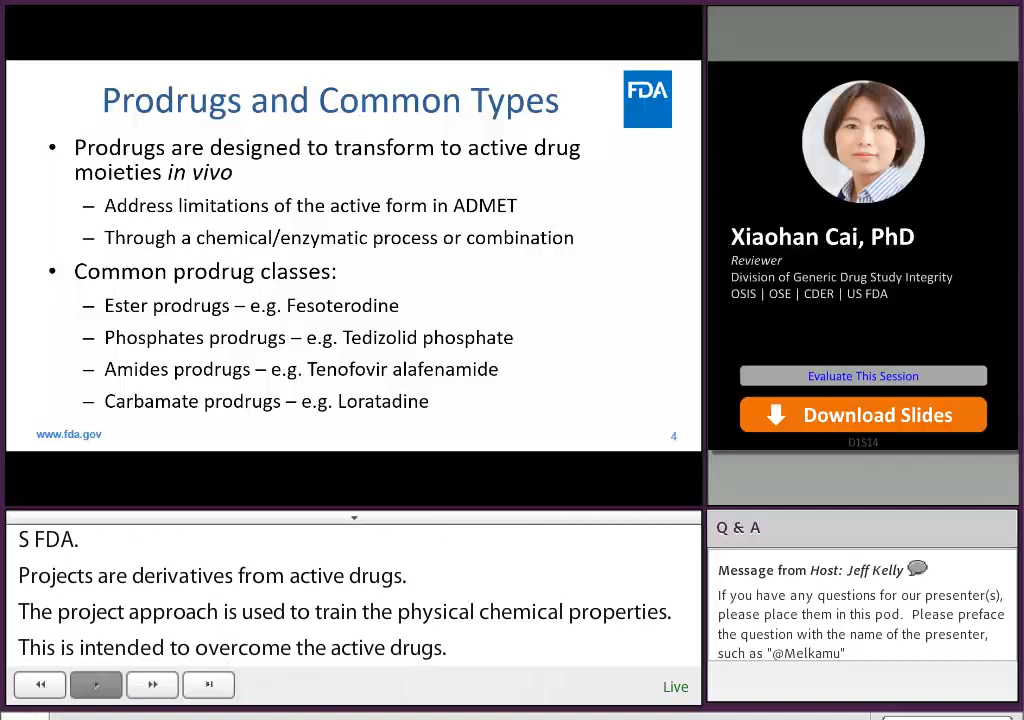 Prodrugs and Common Types
FDA
• Prodrugs are designed to transform to active drug
moieties in vivo
– Address limitations of the active form in ADMET
– Through a chemical/enzymatic process or combination
• Common prodrug classes:
– Ester prodrugs – e.g. Fesoterodine
– Phosphates prodrugs – e.g. Tedizolid phosphate
– Amides prodrugs – e.g. Tenofovir alafenamide
– Carbamate prodrugs – e.g. Loratadine
www.fda.gov
4
Xiaohan Cai, PhD
Reviewer
Division of Generic Drug Study Integrity
OSIS | OSE | CDER | US FDA
Evaluate This Session
Download Slides
D1S14
S FDA.
Projects are derivatives from active drugs.
The project approach is used to train the physical chemical properties.
This is intended to overcome the active drugs.
Live
Q & A
Message from Host: Jeff Kelly
If you have any questions for our presenter(s),
please place them in this pod. Please preface
the question with the name of the presenter,
such as "@Melkamu"